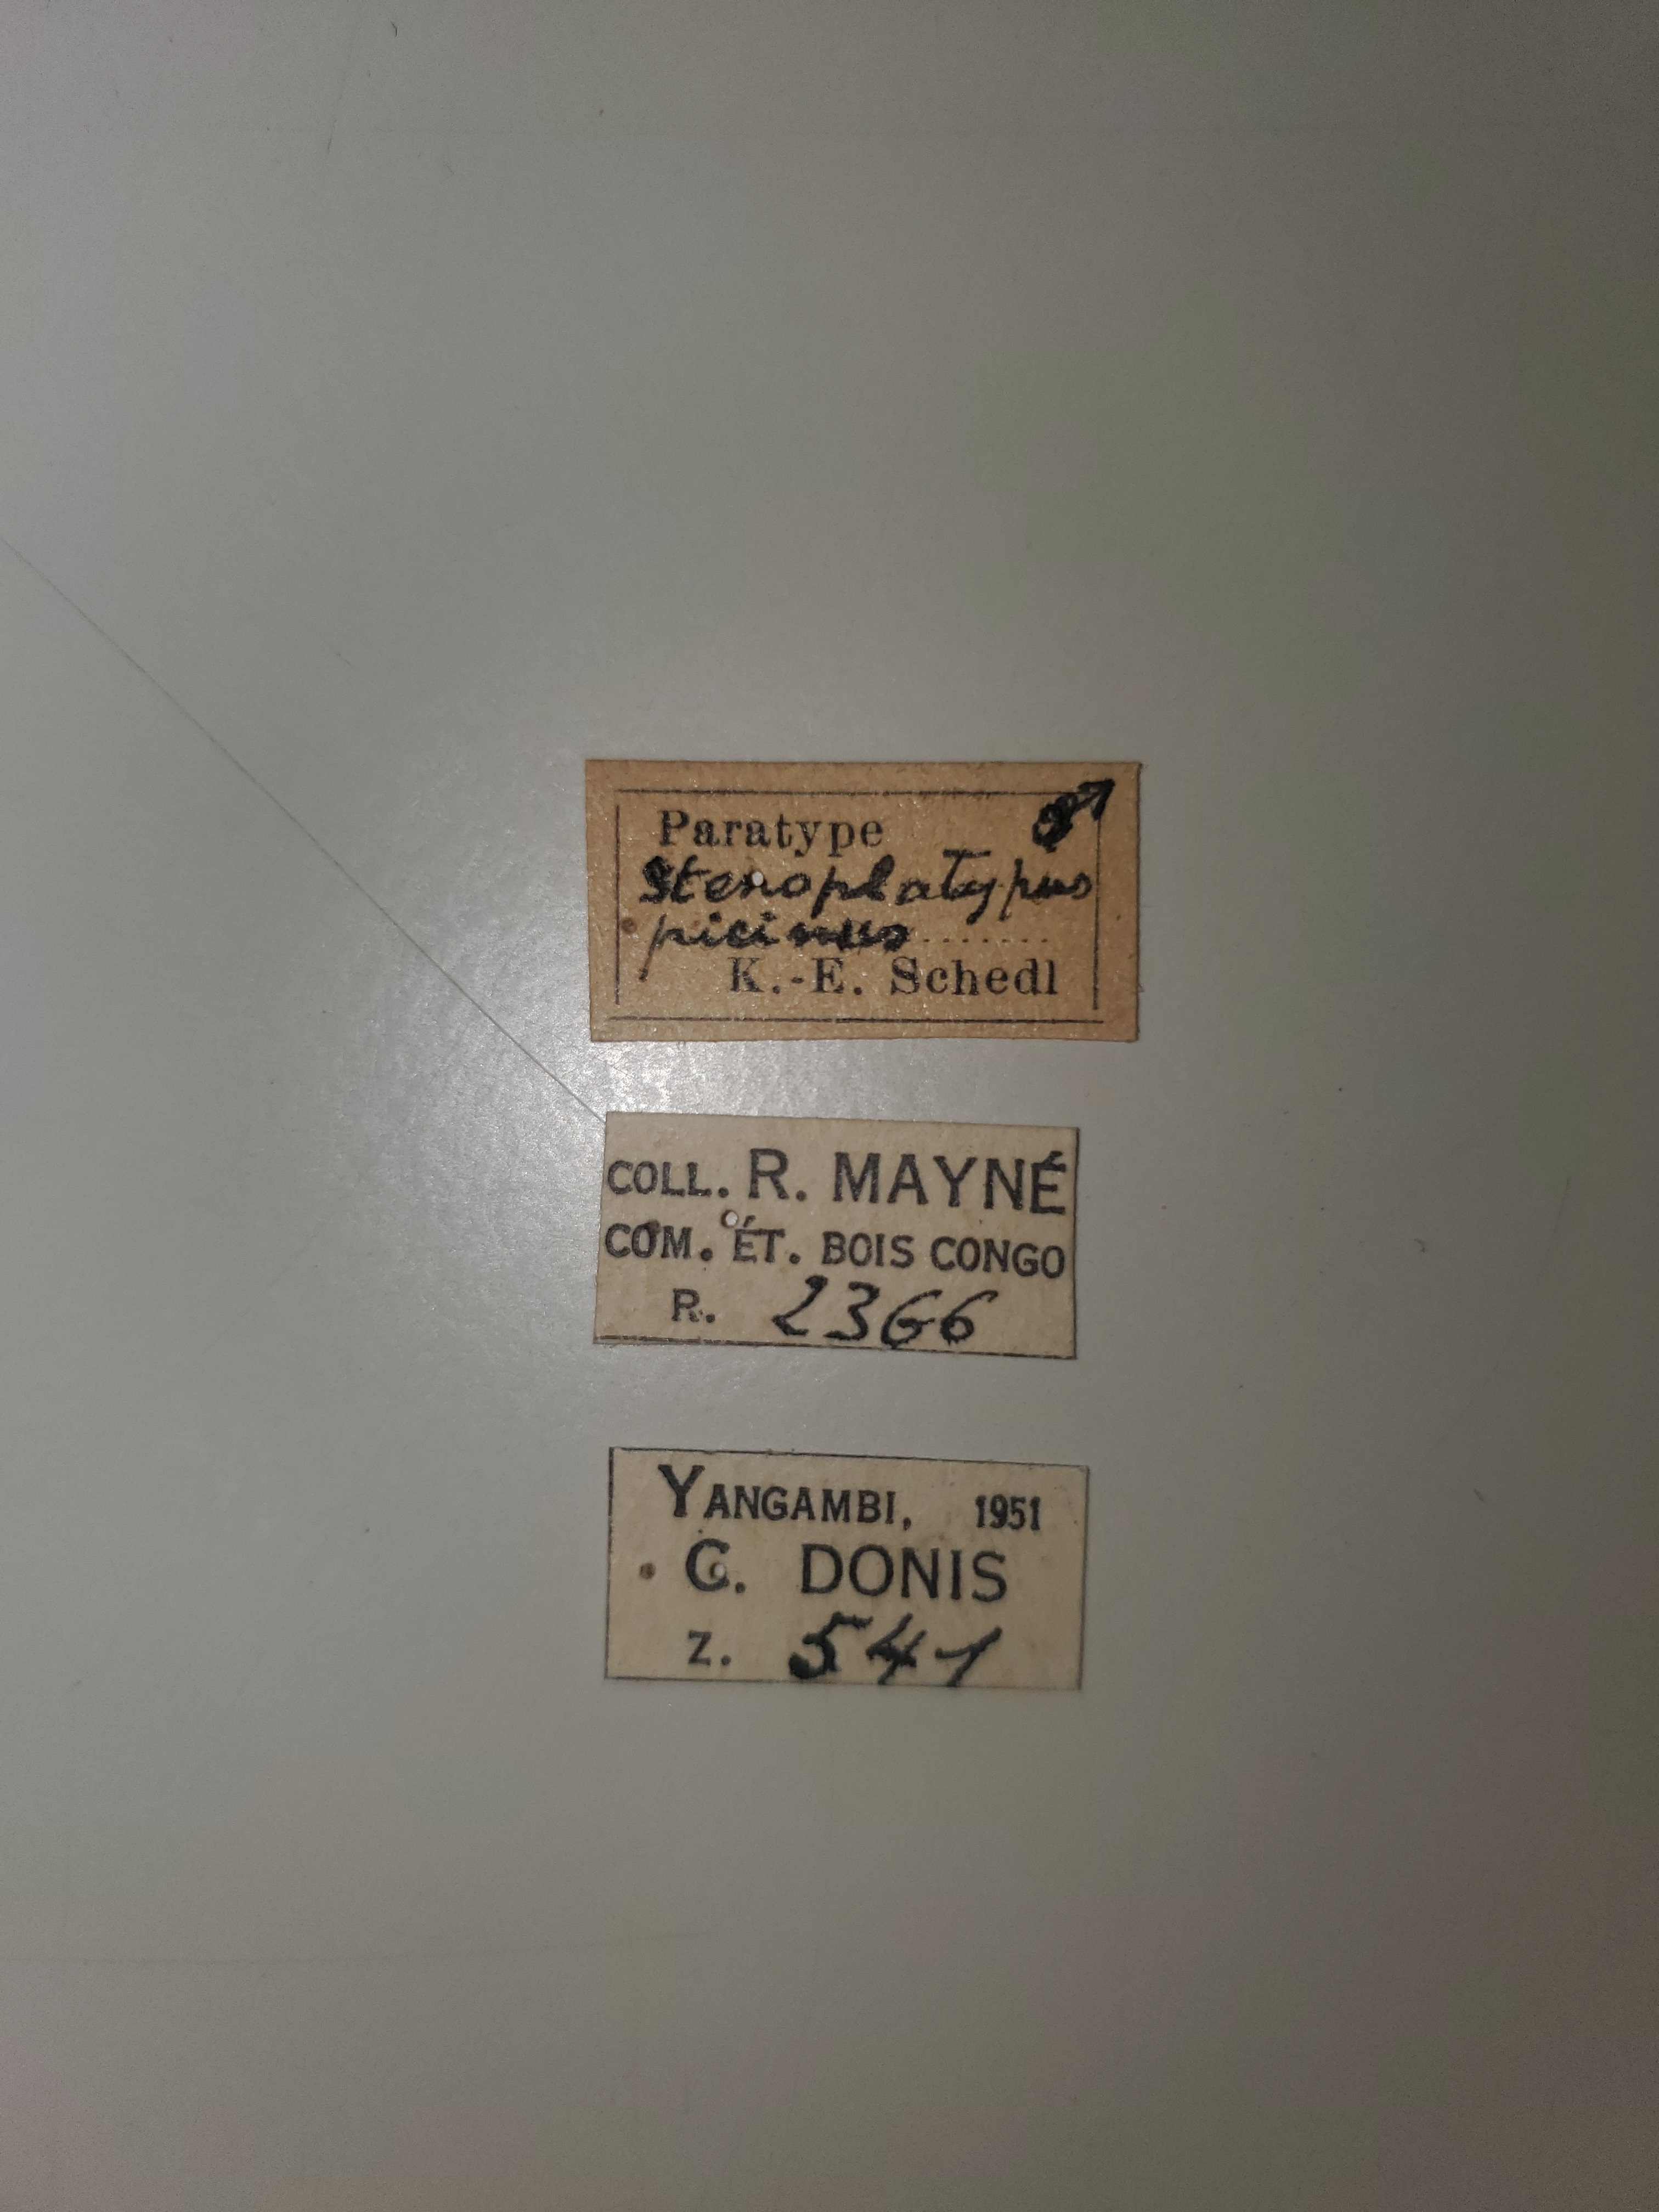 Paratype ♂
Stenoplatypus
picinus
K.-E. Schedl
COLL. R. MAYNÉ
COM. ÉT. BOIS CONGO
R. 2366
YANGAMBI, 1951
C. DONIS
Z. 541